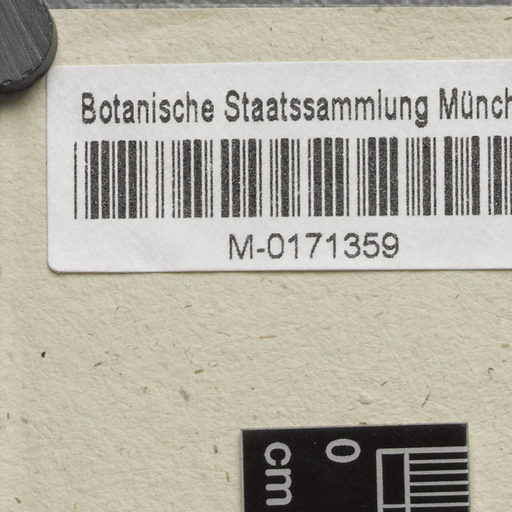 Botanische Staatssammlung Münch
M-0171359
0
cm